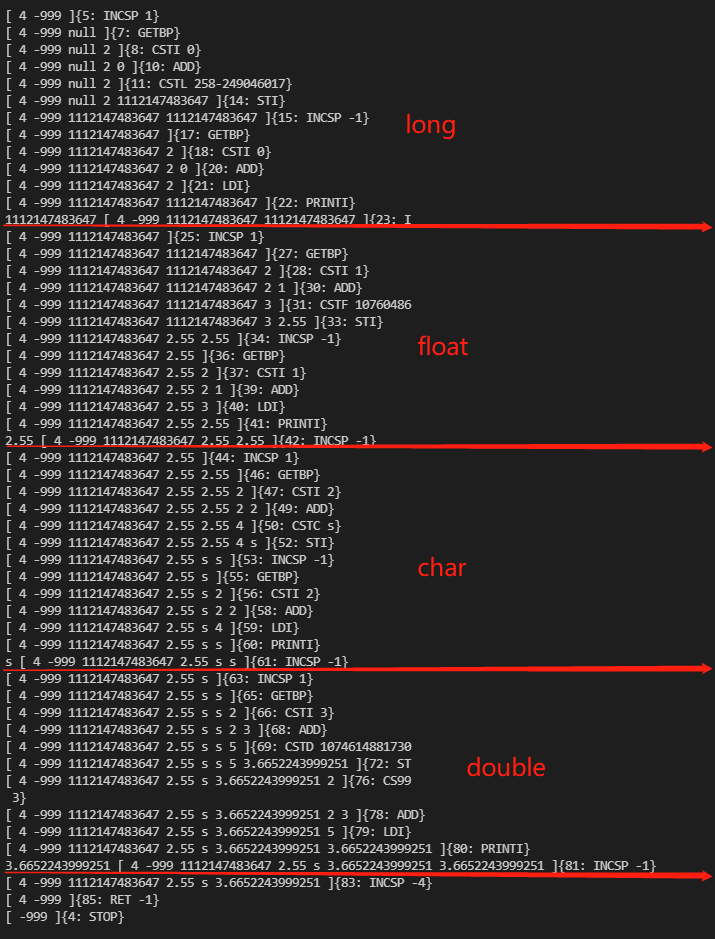 [ 4 -999 ]{5: INCSP 1}
[ 4 -999 null ]{7: GETBP}
[ 4 -999 null 2 ]{8: CSTI 0}
[ 4 -999 null 2 0 ]{10: ADD}
[ 4 -999 null 2 ]{11: CSTL 258-249046017}
[ 4 -999 null 2 1112147483647 ]{14: STI}
[ 4 -999 1112147483647 1112147483647 ]{15: INCSP -1}
long
[ 4 -999 1112147483647 ]{17: GETBP}
[ 4 -999 1112147483647 2 ]{18: CSTI 0}
[ 4 -999 1112147483647 2 0 ]{20: ADD}
[ 4 -999 1112147483647 2 ]{21: LDI}
[ 4 -999 1112147483647 1112147483647 ]{22: PRINTI}
1112147483647 [ 4 -999 1112147483647 1112147483647 ]{23: I
[ 4 -999 1112147483647 ]{25: INCSP 1}
[ 4 -999 1112147483647 1112147483647 ]{27: GETBP}
[ 4 -999 1112147483647 1112147483647 2 ]{28: CSTI 1}
[ 4 -999 1112147483647 1112147483647 2 1 ]{30: ADD}
[ 4 -999 1112147483647 1112147483647 3 ]{31: CSTF 10760486
[ 4 -999 1112147483647 1112147483647 3 2.55 ]{33: STI}
[ 4 -999 1112147483647 2.55 2.55 ]{34: INCSP -1}
float
[ 4 -999 1112147483647 2.55 ]{36: GETBP}
[ 4 -999 1112147483647 2.55 2 ]{37: CSTI 1}
[ 4 -999 1112147483647 2.55 2 1 ]{39: ADD}
[ 4 -999 1112147483647 2.55 3 ]{40: LDI}
[ 4 -999 1112147483647 2.55 2.55 ]{41: PRINTI}
2.55 [ 4 -999 1112147483647 2.55 2.55 ]{42: INCSP -1}
[ 4 -999 1112147483647 2.55 ]{44: INCSP 1}
[ 4 -999 1112147483647 2.55 2.55 ]{46: GETBP}
[ 4 -999 1112147483647 2.55 2.55 2 ]{47: CSTI 2}
[ 4 -999 1112147483647 2.55 2.55 2 2 ]{49: ADD}
[ 4 -999 1112147483647 2.55 2.55 4 ]{50: CSTC s}
[ 4 -999 1112147483647 2.55 2.55 4 s ]{52: STI}
[ 4 -999 1112147483647 2.55 s s ]{53: INCSP -1}
char
[ 4 -999 1112147483647 2.55 s ]{55: GETBP}
[ 4 -999 1112147483647 2.55 s 2 ]{56: CSTI 2}
[ 4 -999 1112147483647 2.55 s 2 2 ]{58: ADD}
[ 4 -999 1112147483647 2.55 s 4 ]{59: LDI}
[ 4 -999 1112147483647 2.55 s s ]{60: PRINTI}
s [ 4 -999 1112147483647 2.55 s s ]{61: INCSP -1}
[ 4 -999 1112147483647 2.55 s ]{63: INCSP 1}
[ 4 -999 1112147483647 2.55 s s ]{65: GETBP}
[ 4 -999 1112147483647 2.55 s s 2 ]{66: CSTI 3}
[ 4 -999 1112147483647 2.55 s s 2 3 ]{68: ADD}
[ 4 -999 1112147483647 2.55 s s 5 ]{69: CSTD 1074614881730
[ 4 -999 1112147483647 2.55 s s 5 3.6652243999251 ]{72: ST
double
[ 4 -999 1112147483647 2.55 s 3.6652243999251 2 ]{76: CS99
3}
[ 4 -999 1112147483647 2.55 s 3.6652243999251 2 3 ]{78: ADD}
[ 4 -999 1112147483647 2.55 s 3.6652243999251 5 ]{79: LDI}
[ 4 -999 1112147483647 2.55 s 3.6652243999251 3.6652243999251 ]{80: PRINTI}
3.6652243999251 [ 4 -999 1112147483647 2.55 s 3.6652243999251 3.6652243999251 ]{81: INCSP -1}
[ 4 -999 1112147483647 2.55 s 3.6652243999251 ]{83: INCSP -4}
[ 4 -999 ]{85: RET -1}
[ -999 ]{4: STOP}